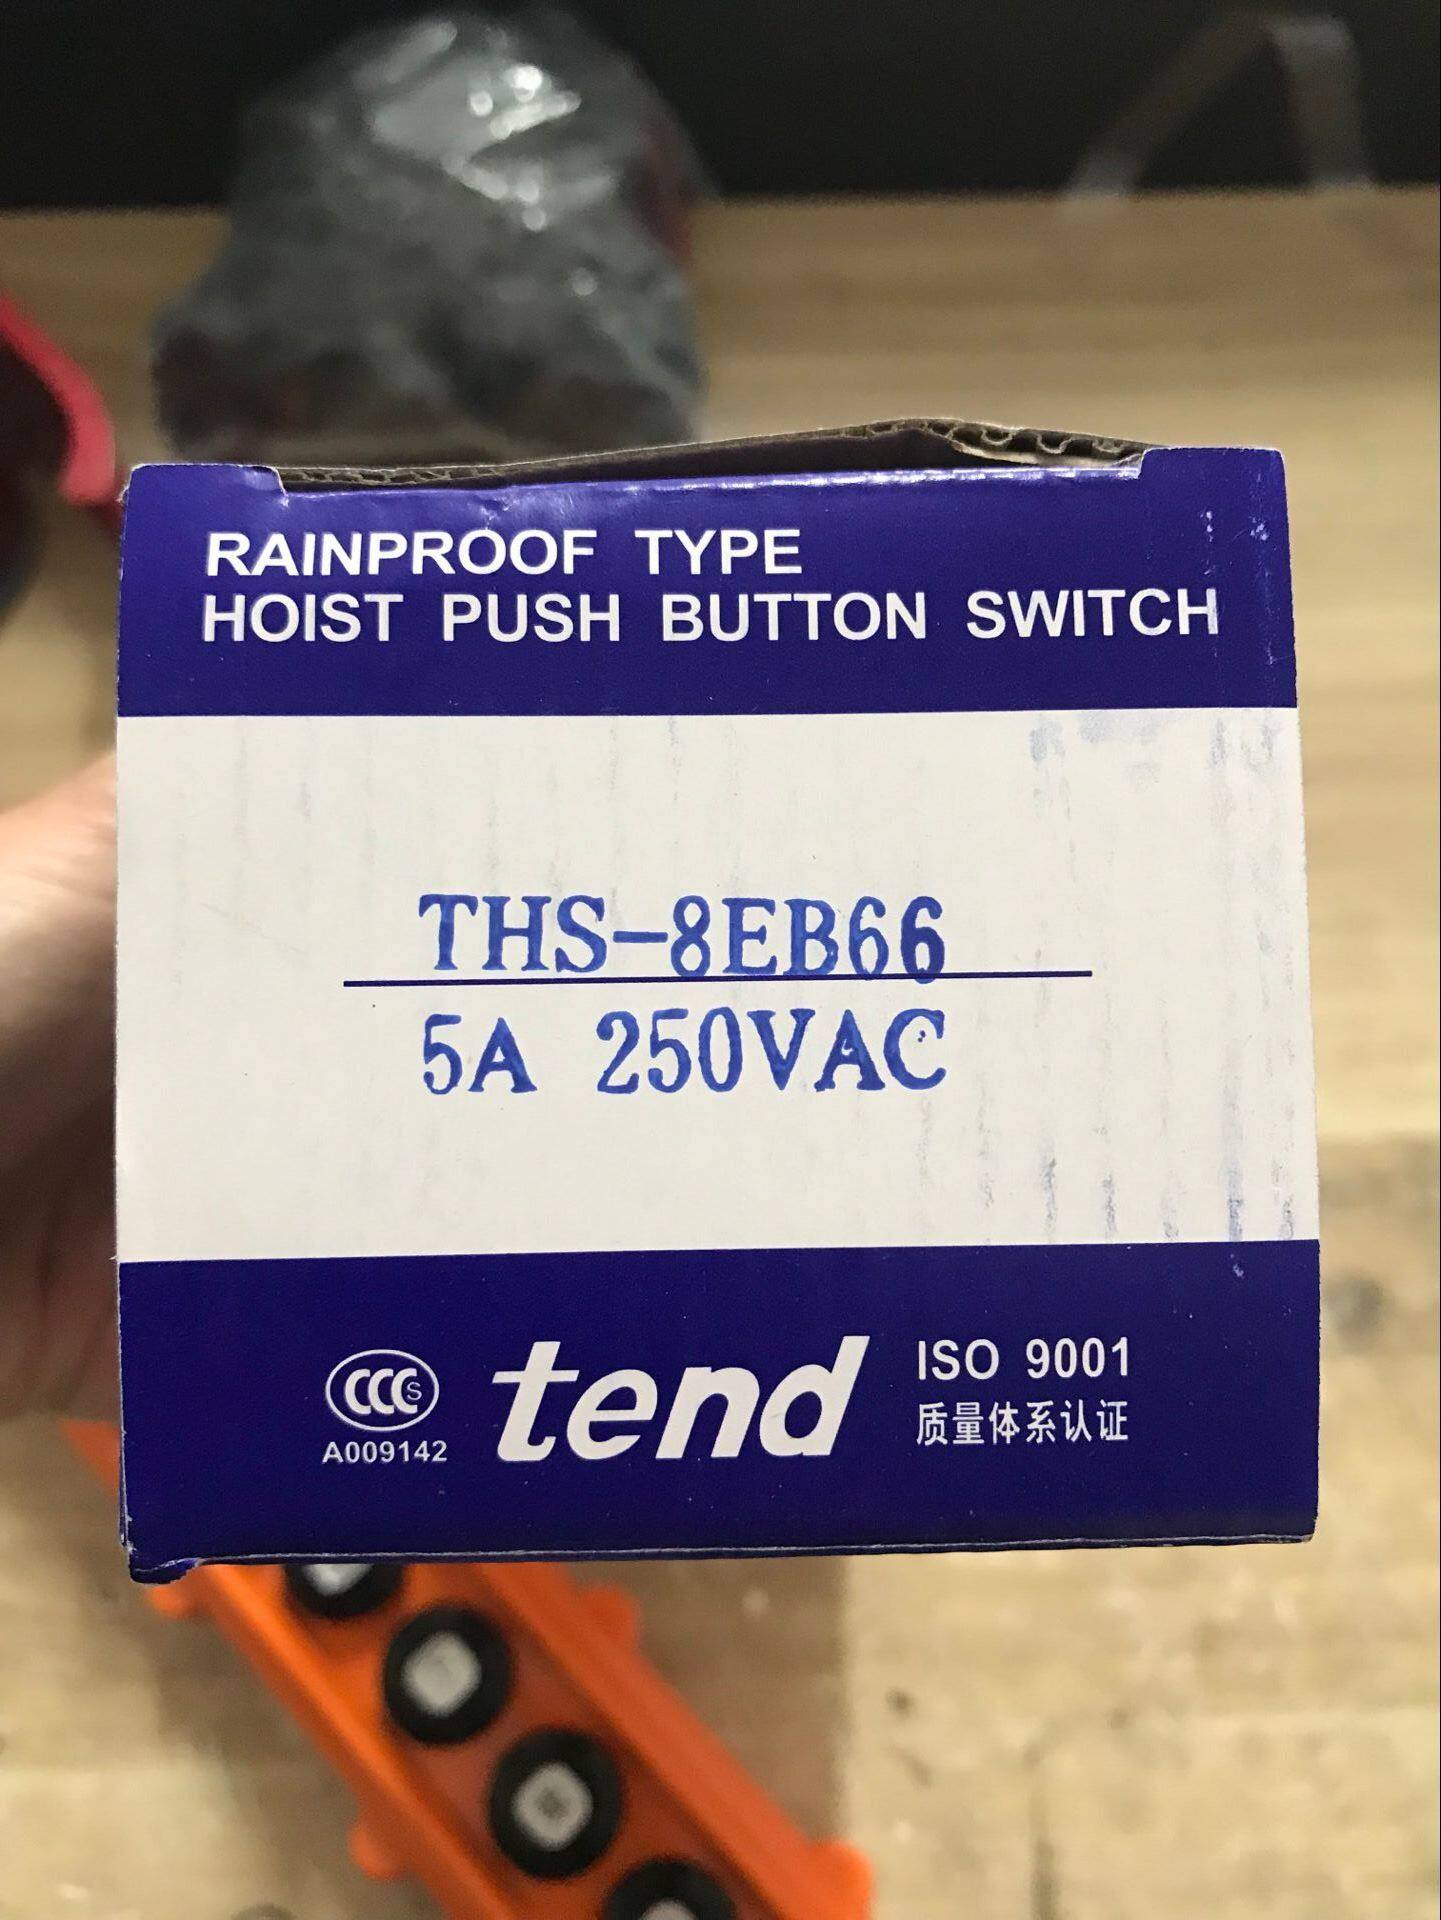 RAINPROOF TYPE
HOIST PUSH BUTTON SWITCH
THS-8EB66
5A 250VAC
CCC S
A009142
tend
ISO 9001
质量体系认证